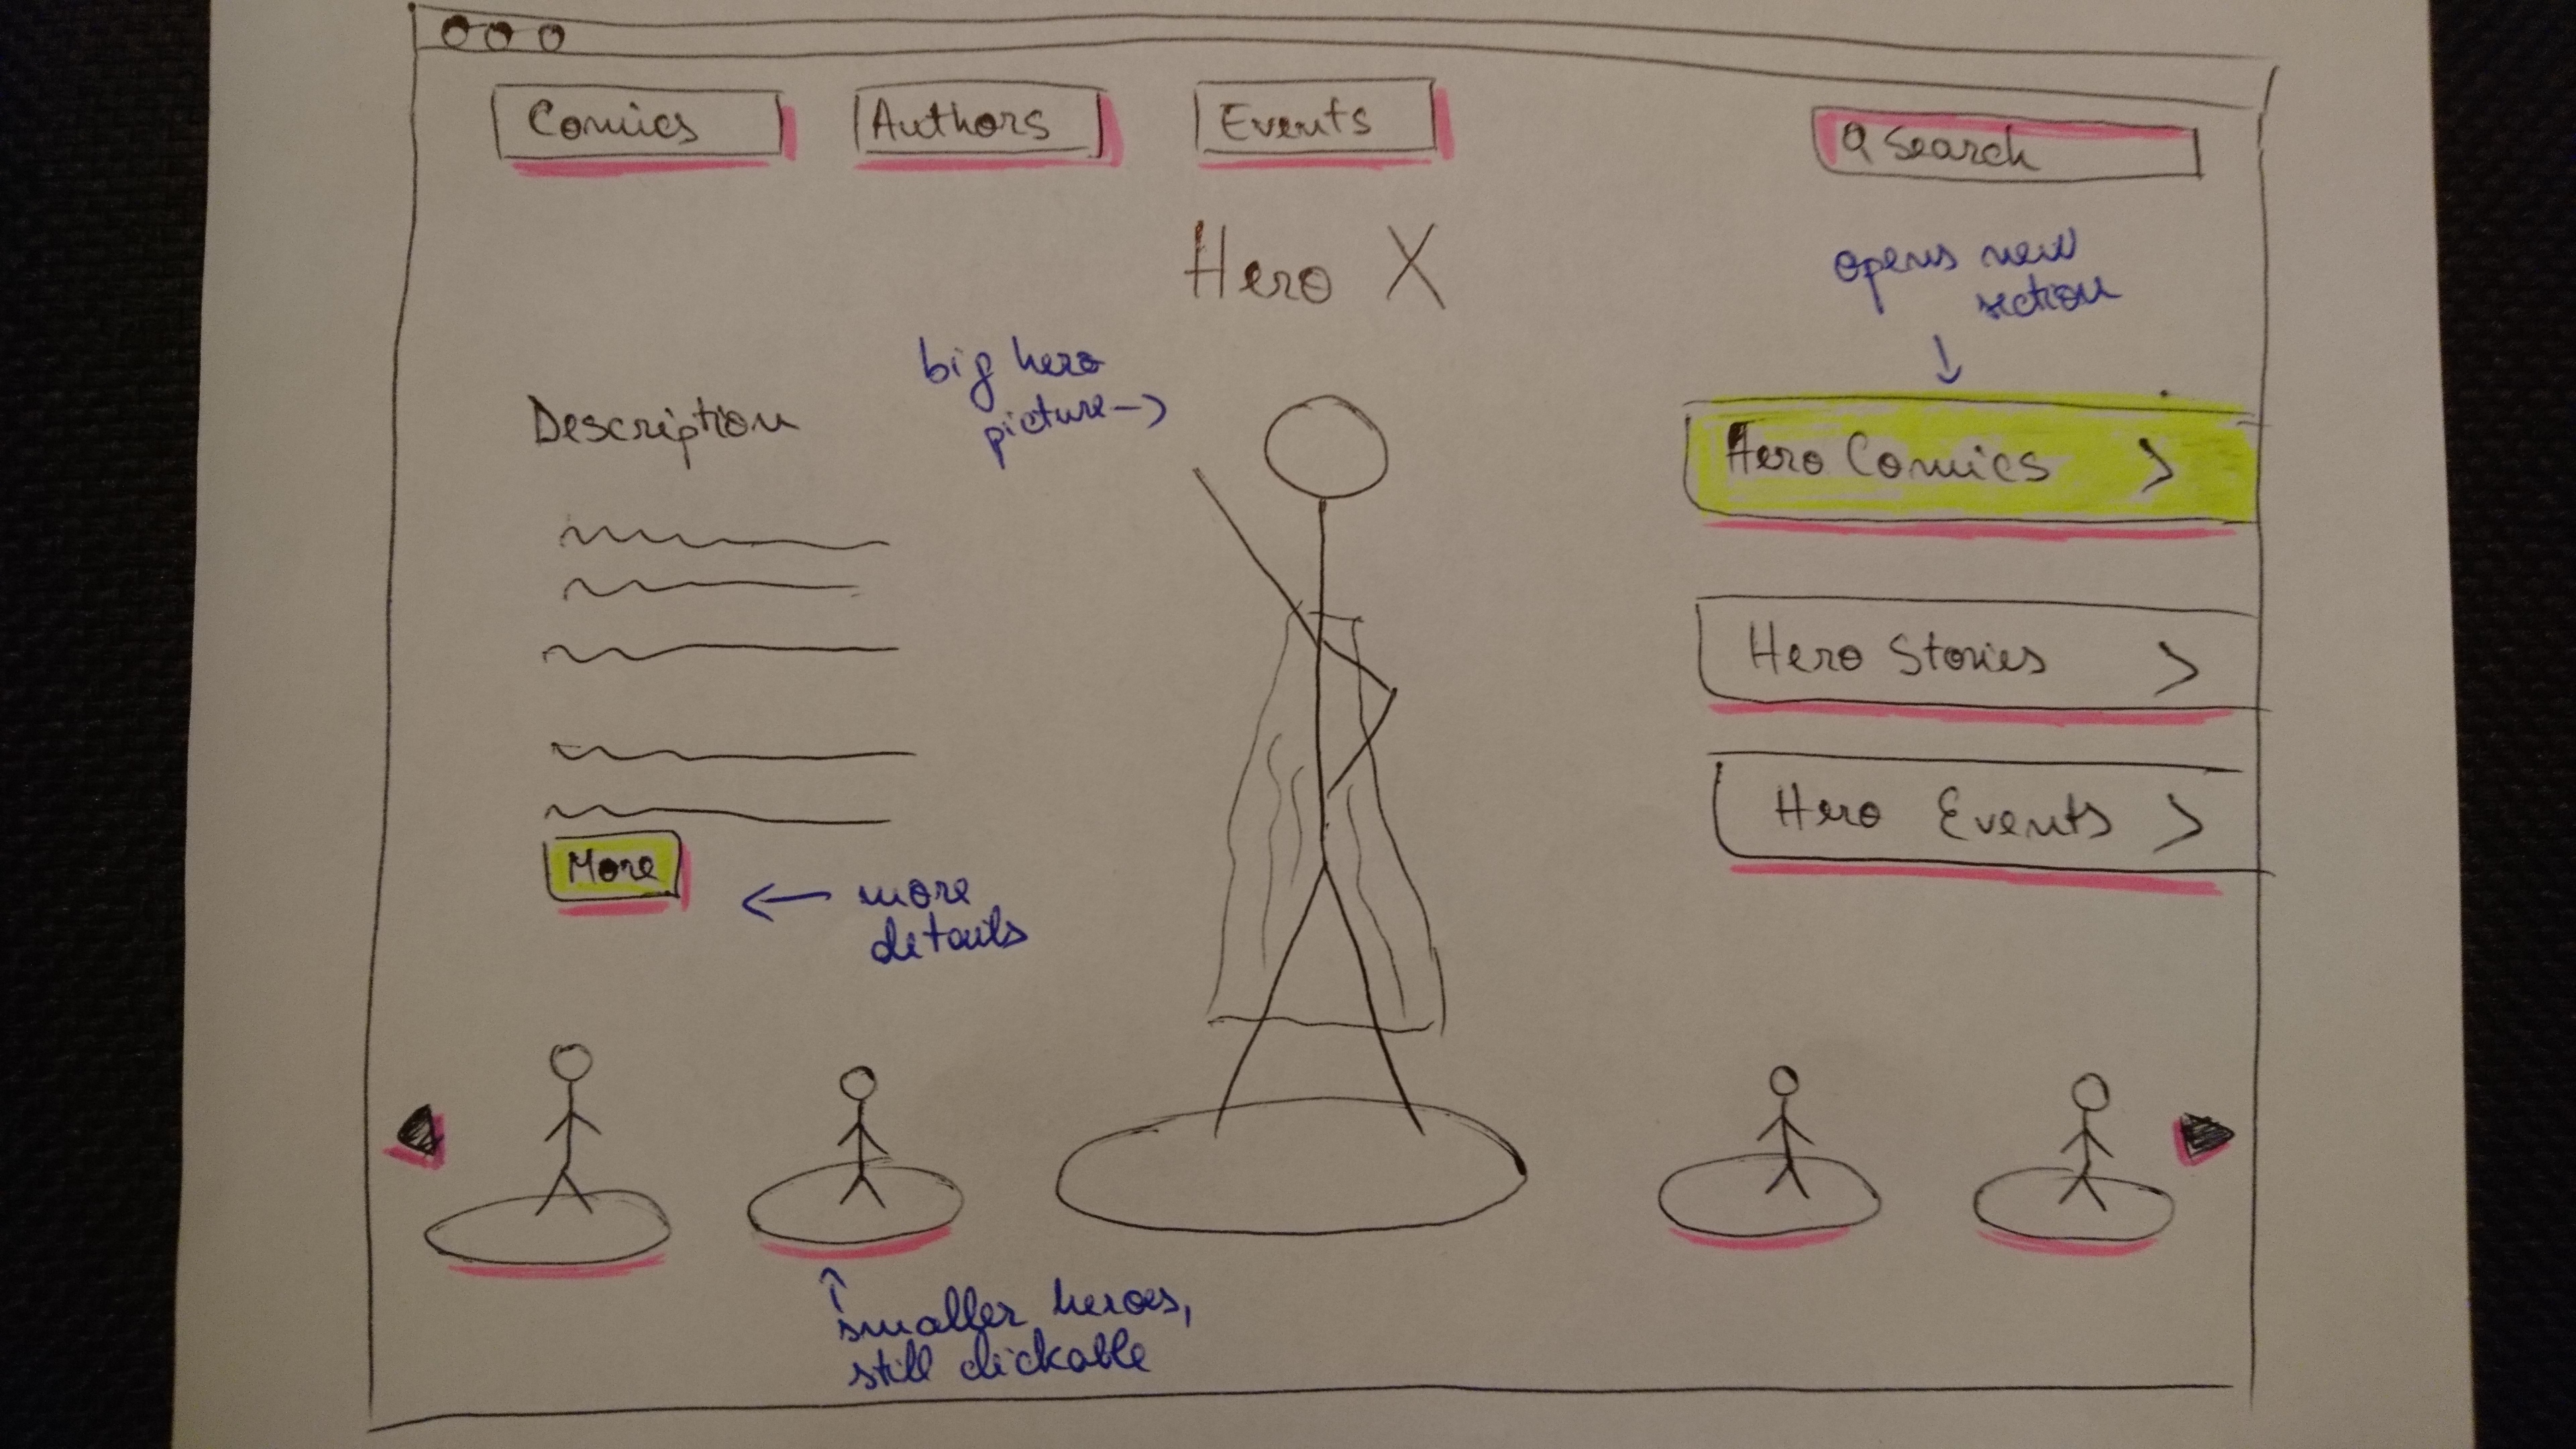 Comics
Authors
Events
Search
Hero X
opens new
section
big hero
picture →
Description
Hero Comics >
Hero Stories >
Hero Events >
More
← more
details
smaller heroes,
still clickable